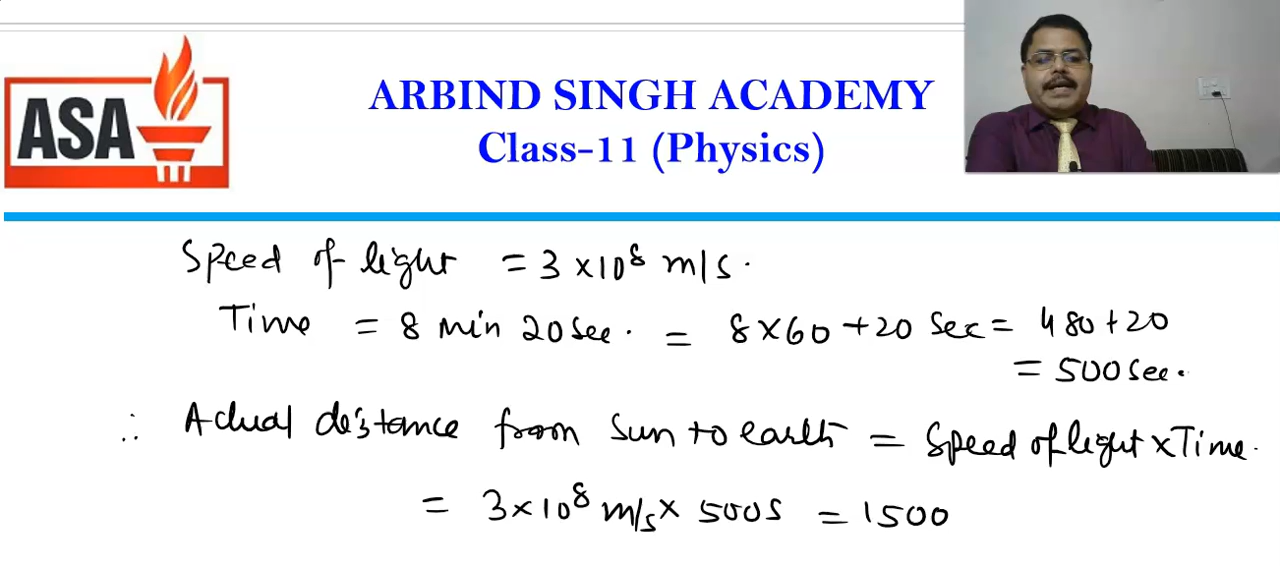 ASA
ARBIND SINGH ACADEMY
Class-11 (Physics)
Speed of light = 3 × 10⁸ m/s.
Time = 8 min 20 Sec. = 8 × 60 + 20 Sec = 480 + 20
= 500 Sec.
∴ Actual distance from Sun to earth = Speed of light × Time.
= 3 × 10⁸ m/s × 500 S = 1500